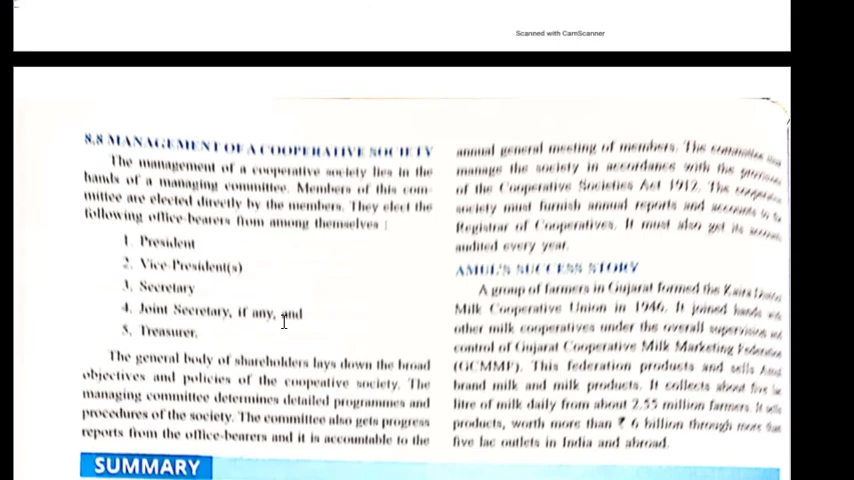 Scanned with CamScanner
8.8 MANAGEMENT OF A COOPERATIVE SOCIETY
The management of a cooperative society lies in the
hands of a managing committee. Members of this com-
mittee are elected directly by the members. They elect the
following office-bearers from among themselves :
1. President
2. Vice-President(s)
3. Secretary
4. Joint Secretary, if any, and
5. Treasurer.
The general body of shareholders lays down the broad
objectives and policies of the coopeative society. The
managing committee determines detailed programmes and
procedures of the society. The committee also gets progress
reports from the office-bearers and it is accountable to the
annual general meeting of members. The committee
manage the society in accordance with the
of the Cooperative Societies Act 1912. The
society must furnish annual reports and accounts to the
Registrar of Cooperatives. It must also get its
audited every year.
AMUL'S SUCCESS STORY
A group of farmers in Gujarat formed the Kaira
Milk Cooperative Union in 1946. It joined hands
other milk cooperatives under the overall supervision
control of Gujarat Cooperative Milk Marketing
(GCMMF). This federation products and sells Amul
brand milk and milk products. It collects about five
litre of milk daily from about 2.55 million farmers. It sells
products, worth more than ₹ 6 billion through more than
five lac outlets in India and abroad.
SUMMARY